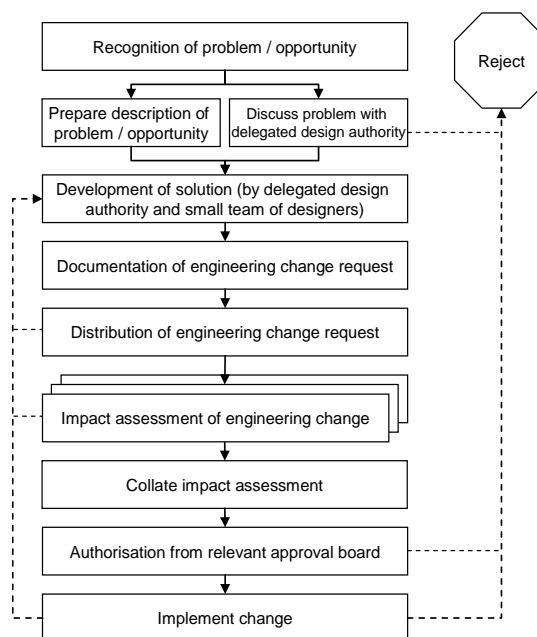 Recognition of problem / opportunity
Reject
Prepare description of
problem / opportunity
Discuss problem with
delegated design authority
Development of solution (by delegated design
authority and small team of designers)
Documentation of engineering change request
Distribution of engineering change request
Impact assessment of engineering change
Collate impact assessment
Authorisation from relevant approval board
Implement change